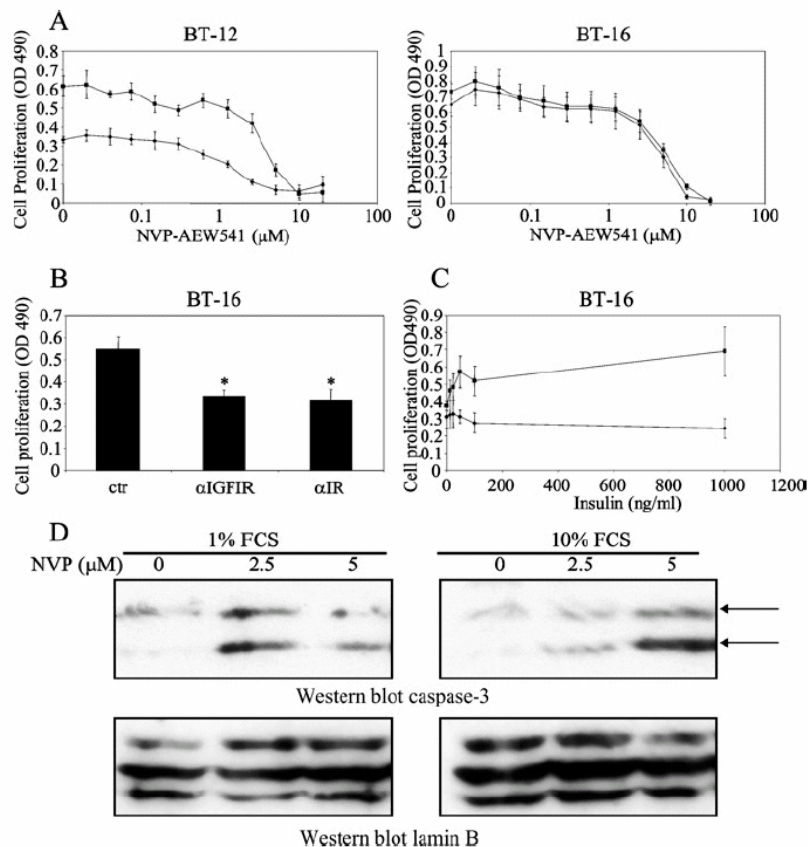 A
BT-12
Cell Proliferation (OD 490)
0.8
0.7
0.6
0.5
0.4
0.3
0.2
0.1
0
0
0.1
1
10
100
NVP-AEW541 (μM)
BT-16
Cell Proliferation (OD 490)
1
0.9
0.8
0.7
0.6
0.5
0.4
0.3
0.2
0.1
0
0
0.1
1
10
100
NVP-AEW541 (μM)
B
BT-16
Cell proliferation (OD 490)
0.7
0.6
0.5
0.4
0.3
0.2
0.1
0
*
*
ctr
αIGFIR
αIR
C
BT-16
Cell proliferation (OD490)
0.9
0.8
0.7
0.6
0.5
0.4
0.3
0.2
0.1
0
0
200
400
600
800
1000
1200
Insulin (ng/ml)
D
1% FCS
10% FCS
NVP (μM) 0 2.5 5
0 2.5 5
Western blot caspase-3
Western blot lamin B